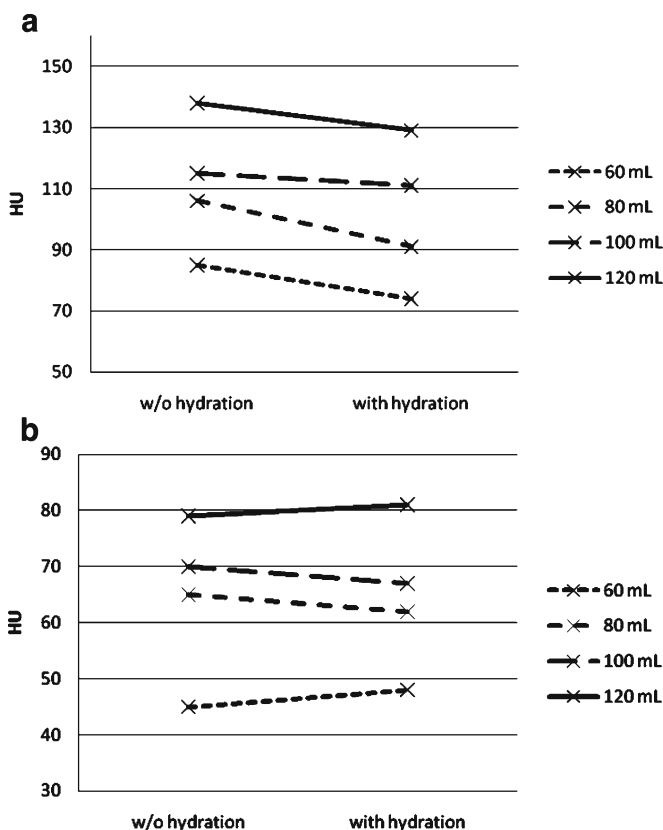 a
150
130
110
90
70
50
HU
w/o hydration
with hydration
60 mL
80 mL
100 mL
120 mL
b
90
80
70
60
50
40
30
HU
w/o hydration
with hydration
60 mL
80 mL
100 mL
120 mL